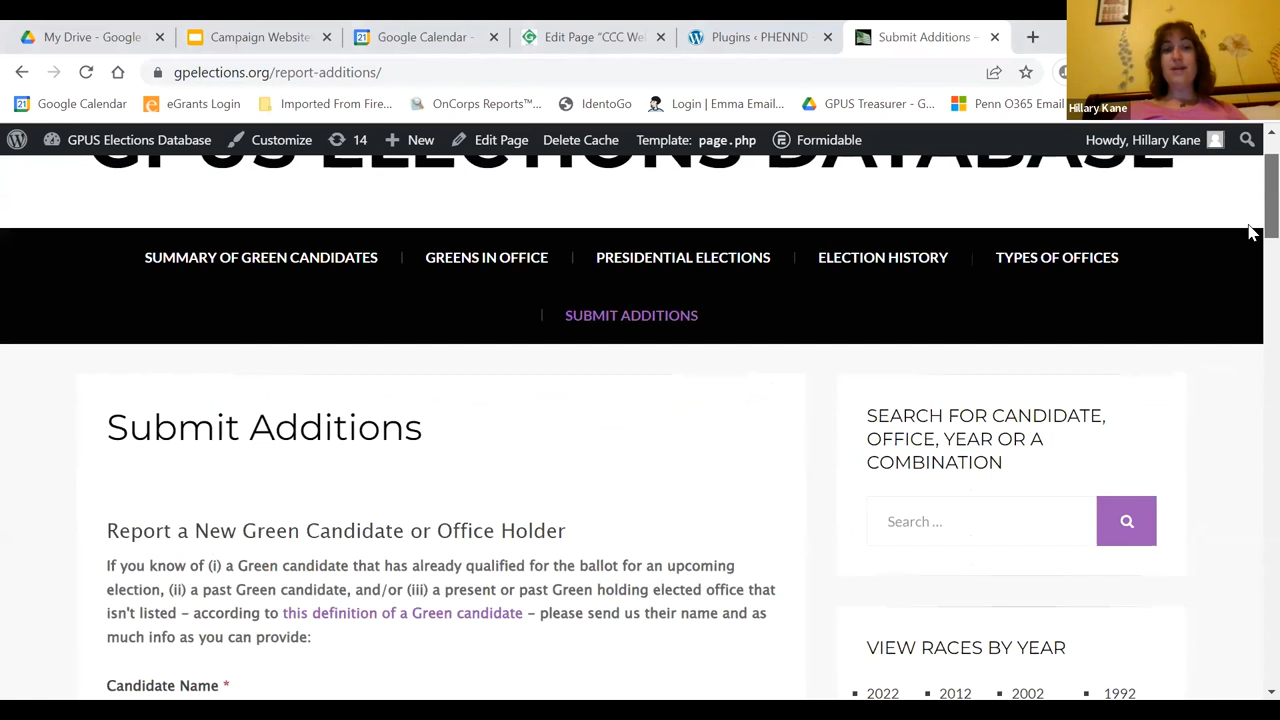 My Drive - Google
Campaign Website
Google Calendar -
Edit Page "CCC Wel
Plugins ‹ PHENND
Submit Additions -
gpelections.org/report-additions/
Google Calendar
eGrants Login
Imported From Fire...
OnCorps Reports™...
IdentoGo
Login | Emma Email...
GPUS Treasurer - G...
Penn O365 Email
Hillary Kane
GPUS Elections Database
Customize
14
New
Edit Page
Delete Cache
Template: page.php
Formidable
Howdy, Hillary Kane
GPUS ELECTIONS DATABASE
SUMMARY OF GREEN CANDIDATES
GREENS IN OFFICE
PRESIDENTIAL ELECTIONS
ELECTION HISTORY
TYPES OF OFFICES
SUBMIT ADDITIONS
Submit Additions
Report a New Green Candidate or Office Holder
If you know of (i) a Green candidate that has already qualified for the ballot for an upcoming
election, (ii) a past Green candidate, and/or (iii) a present or past Green holding elected office that
isn't listed – according to this definition of a Green candidate – please send us their name and as
much info as you can provide:
Candidate Name *
SEARCH FOR CANDIDATE,
OFFICE, YEAR OR A
COMBINATION
Search ...
VIEW RACES BY YEAR
2022
2012
2002
1992